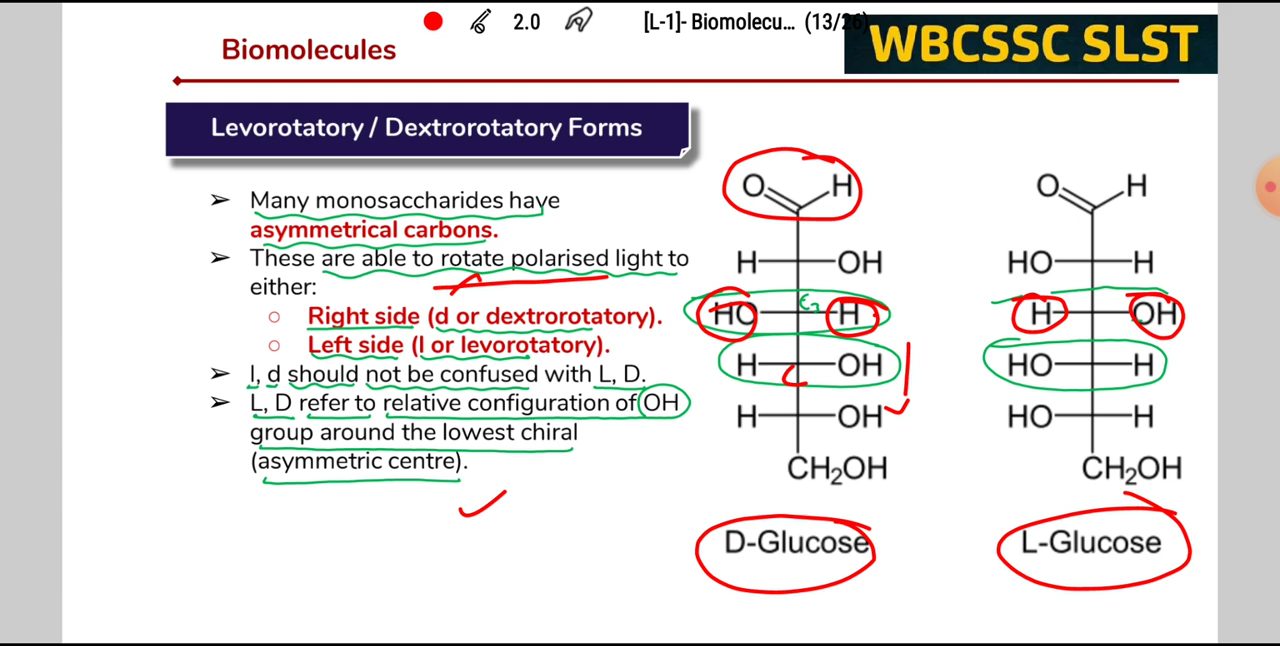 2.0 [L-1]- Biomolecu... (13/26)
Biomolecules
WBCSSC SLST
Levorotatory / Dextrorotatory Forms
➢ Many monosaccharides have
asymmetrical carbons.
➢ These are able to rotate polarised light to
either:
○ Right side (d or dextrorotatory).
○ Left side (l or levorotatory).
➢ l, d should not be confused with L, D.
➢ L, D refer to relative configuration of OH
group around the lowest chiral
(asymmetric centre).
O H
H OH
HO H
H OH
H OH
CH₂OH
D-Glucose
O H
HO H
H OH
HO H
HO H
CH₂OH
L-Glucose